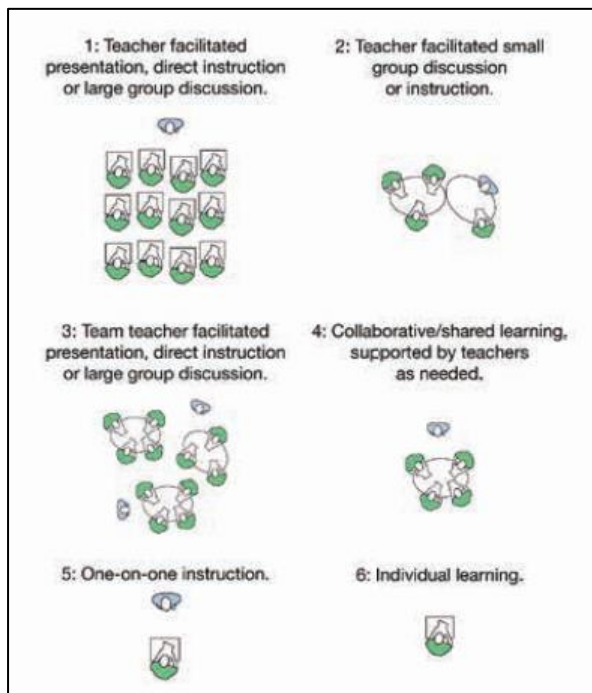 1: Teacher facilitated
presentation, direct instruction
or large group discussion.
2: Teacher facilitated small
group discussion
or instruction.
3: Team teacher facilitated
presentation, direct instruction
or large group discussion.
4: Collaborative/shared learning,
supported by teachers
as needed.
5: One-on-one instruction.
6: Individual learning.